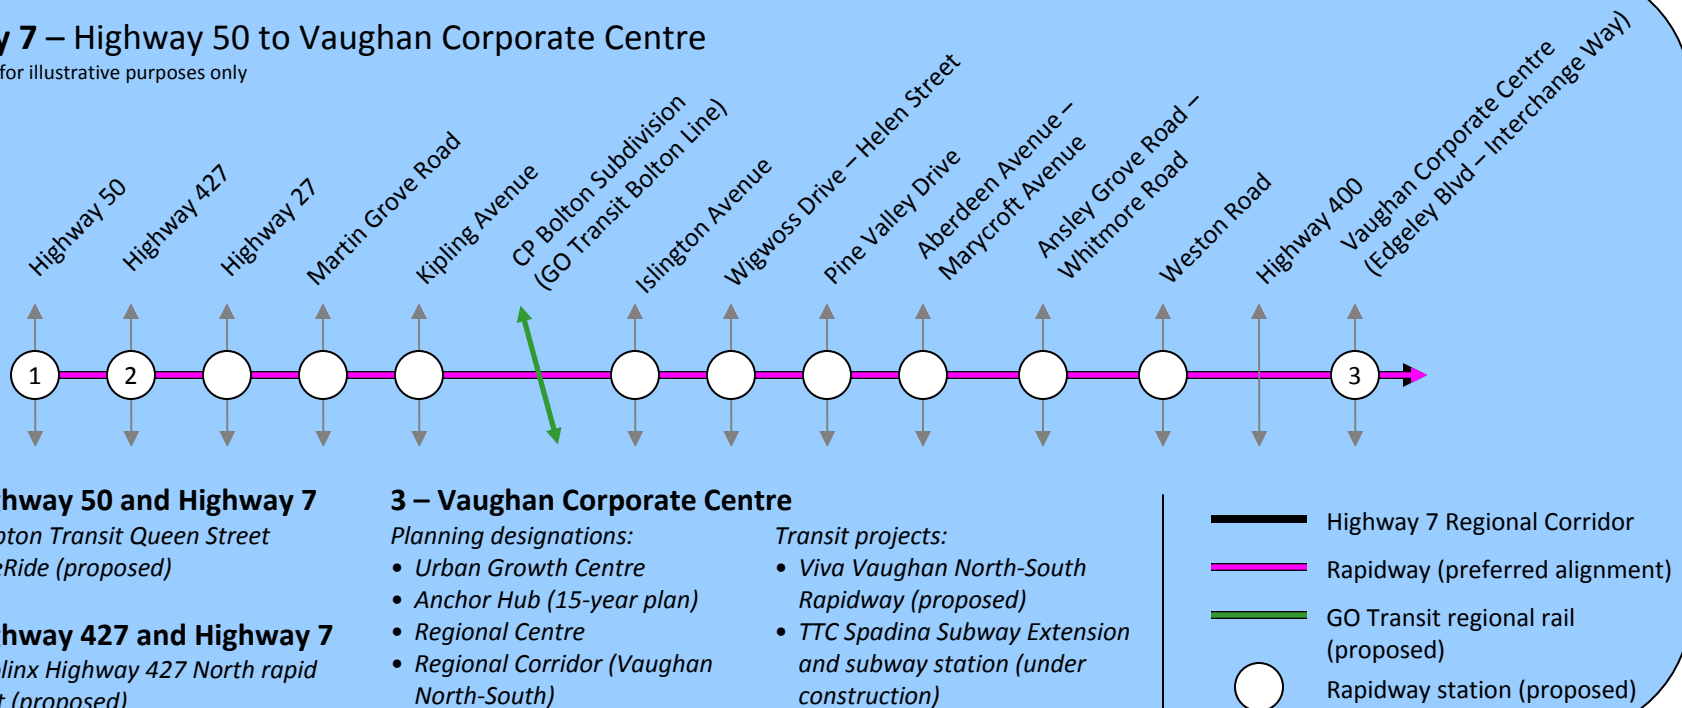 y 7 – Highway 50 to Vaughan Corporate Centre
for illustrative purposes only
Highway 50
Highway 427
Highway 27
Martin Grove Road
Kipling Avenue
CP Bolton Subdivision
(GO Transit Bolton Line)
Islington Avenue
Wigwoss Drive – Helen Street
Pine Valley Drive
Aberdeen Avenue –
Marycroft Avenue
Ansley Grove Road –
Whitmore Road
Weston Road
Highway 400
Vaughan Corporate Centre
(Edgeley Blvd – Interchange Way)
1
2
3
hway 50 and Highway 7
pton Transit Queen Street
eRide (proposed)
hway 427 and Highway 7
linx Highway 427 North rapid
t (proposed)
3 – Vaughan Corporate Centre
Planning designations:
• Urban Growth Centre
• Anchor Hub (15-year plan)
• Regional Centre
• Regional Corridor (Vaughan
North-South)
Transit projects:
• Viva Vaughan North-South
Rapidway (proposed)
• TTC Spadina Subway Extension
and subway station (under
construction)
Highway 7 Regional Corridor
Rapidway (preferred alignment)
GO Transit regional rail
(proposed)
Rapidway station (proposed)